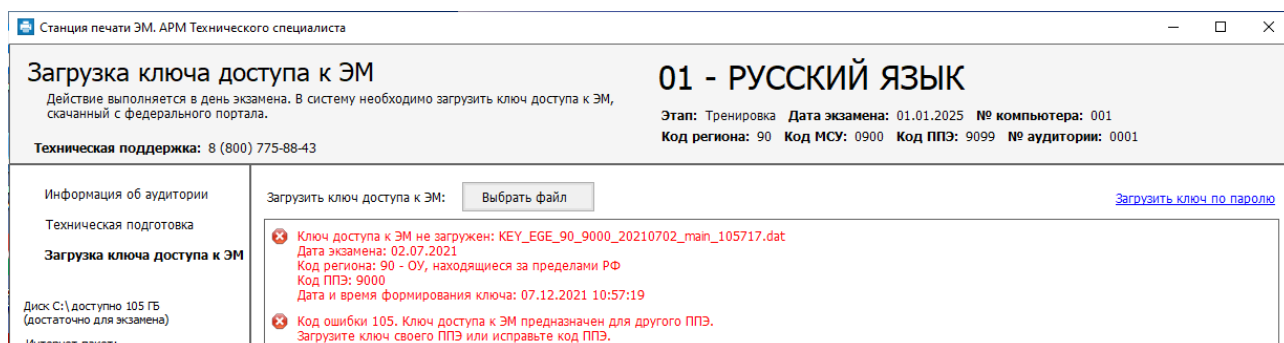 Станция печати ЭМ. АРМ Технического специалиста
Загрузка ключа доступа к ЭМ
Действие выполняется в день экзамена. В систему необходимо загрузить ключ доступа к ЭМ,
скачанный с федерального портала.
Техническая поддержка: 8 (800) 775-88-43
01 - РУССКИЙ ЯЗЫК
Этап: Тренировка Дата экзамена: 01.01.2025 № компьютера: 001
Код региона: 90 Код МСУ: 0900 Код ППЭ: 9099 № аудитории: 0001
Информация об аудитории
Техническая подготовка
Загрузка ключа доступа к ЭМ
Диск C:\ доступно 105 ГБ
(достаточно для экзамена)
Загрузить ключ доступа к ЭМ: Выбрать файл Загрузить ключ по паролю
Ключ доступа к ЭМ не загружен: KEY_EGE_90_9000_20210702_main_105717.dat
Дата экзамена: 02.07.2021
Код региона: 90 - ОУ, находящиеся за пределами РФ
Код ППЭ: 9000
Дата и время формирования ключа: 07.12.2021 10:57:19
Код ошибки 105. Ключ доступа к ЭМ предназначен для другого ППЭ.
Загрузите ключ своего ППЭ или исправьте код ППЭ.